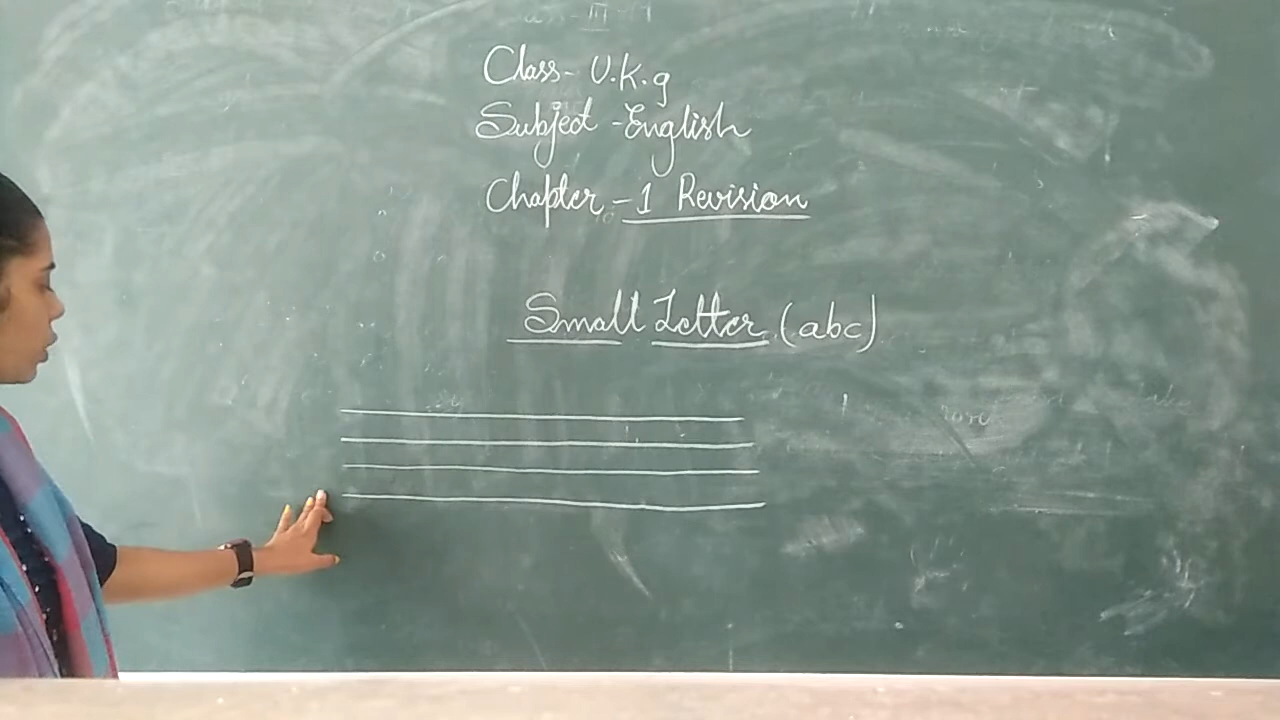 Class- U.K.g
Subject -English
Chapter -1 Revision
Small Letter (abc)